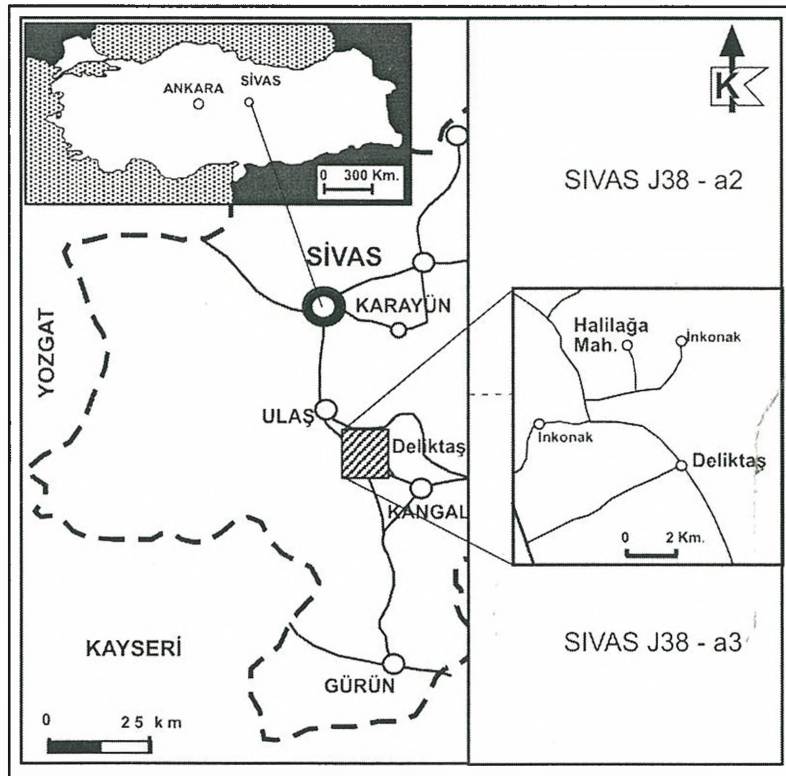 ANKARA
SİVAS
0 300 Km.
K
SIVAS J38 - a2
SİVAS
KARAYÜN
YOZGAT
Halilağa
Mah.
İnkonak
ULAŞ
Deliktaş
İnkonak
Deliktaş
KANGAL
0 2 Km.
KAYSERİ
SIVAS J38 - a3
GÜRÜN
0 25 km